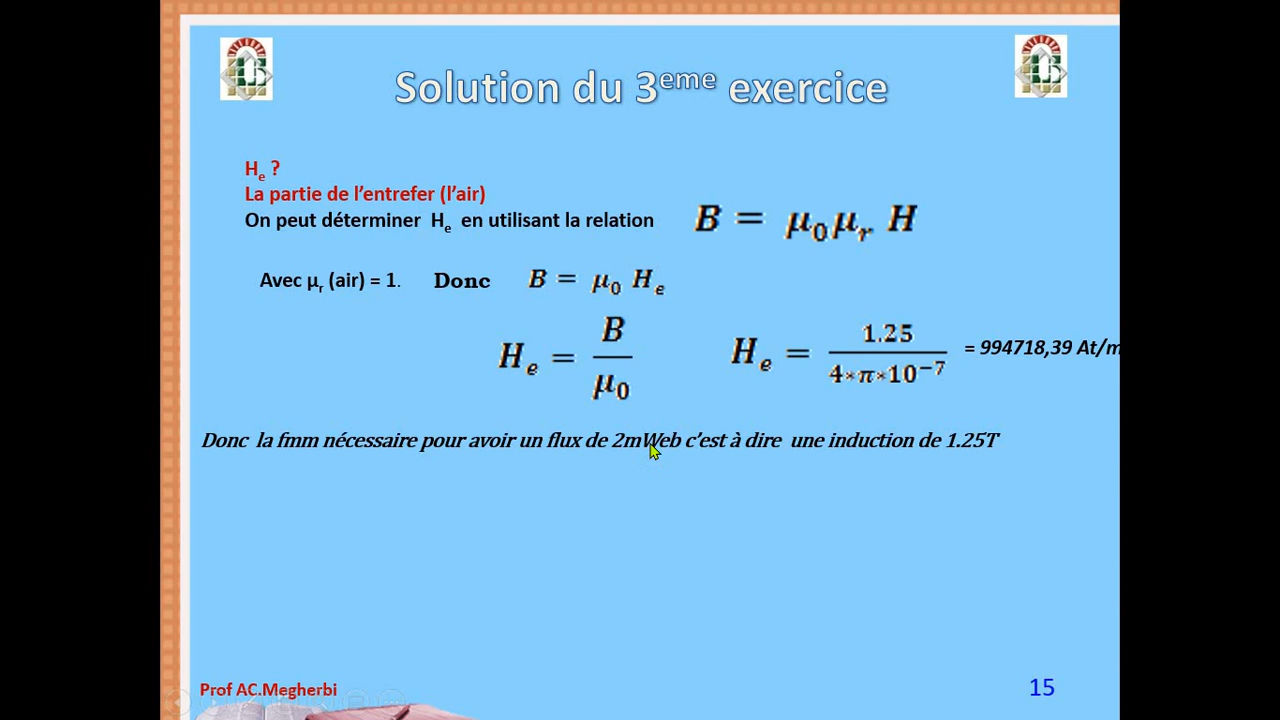 Solution du 3eme exercice
He ?
La partie de l'entrefer (l'air)
On peut déterminer He en utilisant la relation B = μ0μr H
Avec μr (air) = 1. Donc B = μ0 He
He = B / μ0 He = 1.25 / 4*π*10−7 = 994718,39 At/m
Donc la fmm nécessaire pour avoir un flux de 2mWeb c'est à dire une induction de 1.25T
Prof AC.Megherbi
15